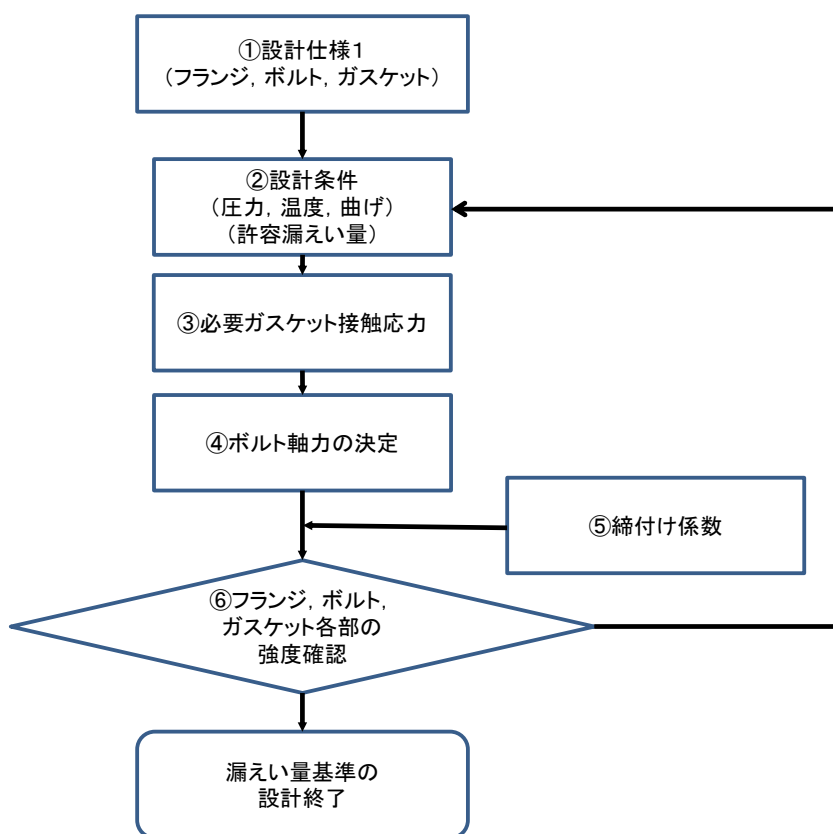 ①設計仕様1
（フランジ，ボルト，ガスケット）
②設計条件
（圧力，温度，曲げ）
（許容漏えい量）
③必要ガスケット接触応力
④ボルト軸力の決定
⑤締付け係数
⑥フランジ，ボルト，
ガスケット各部の
強度確認
漏えい量基準の
設計終了